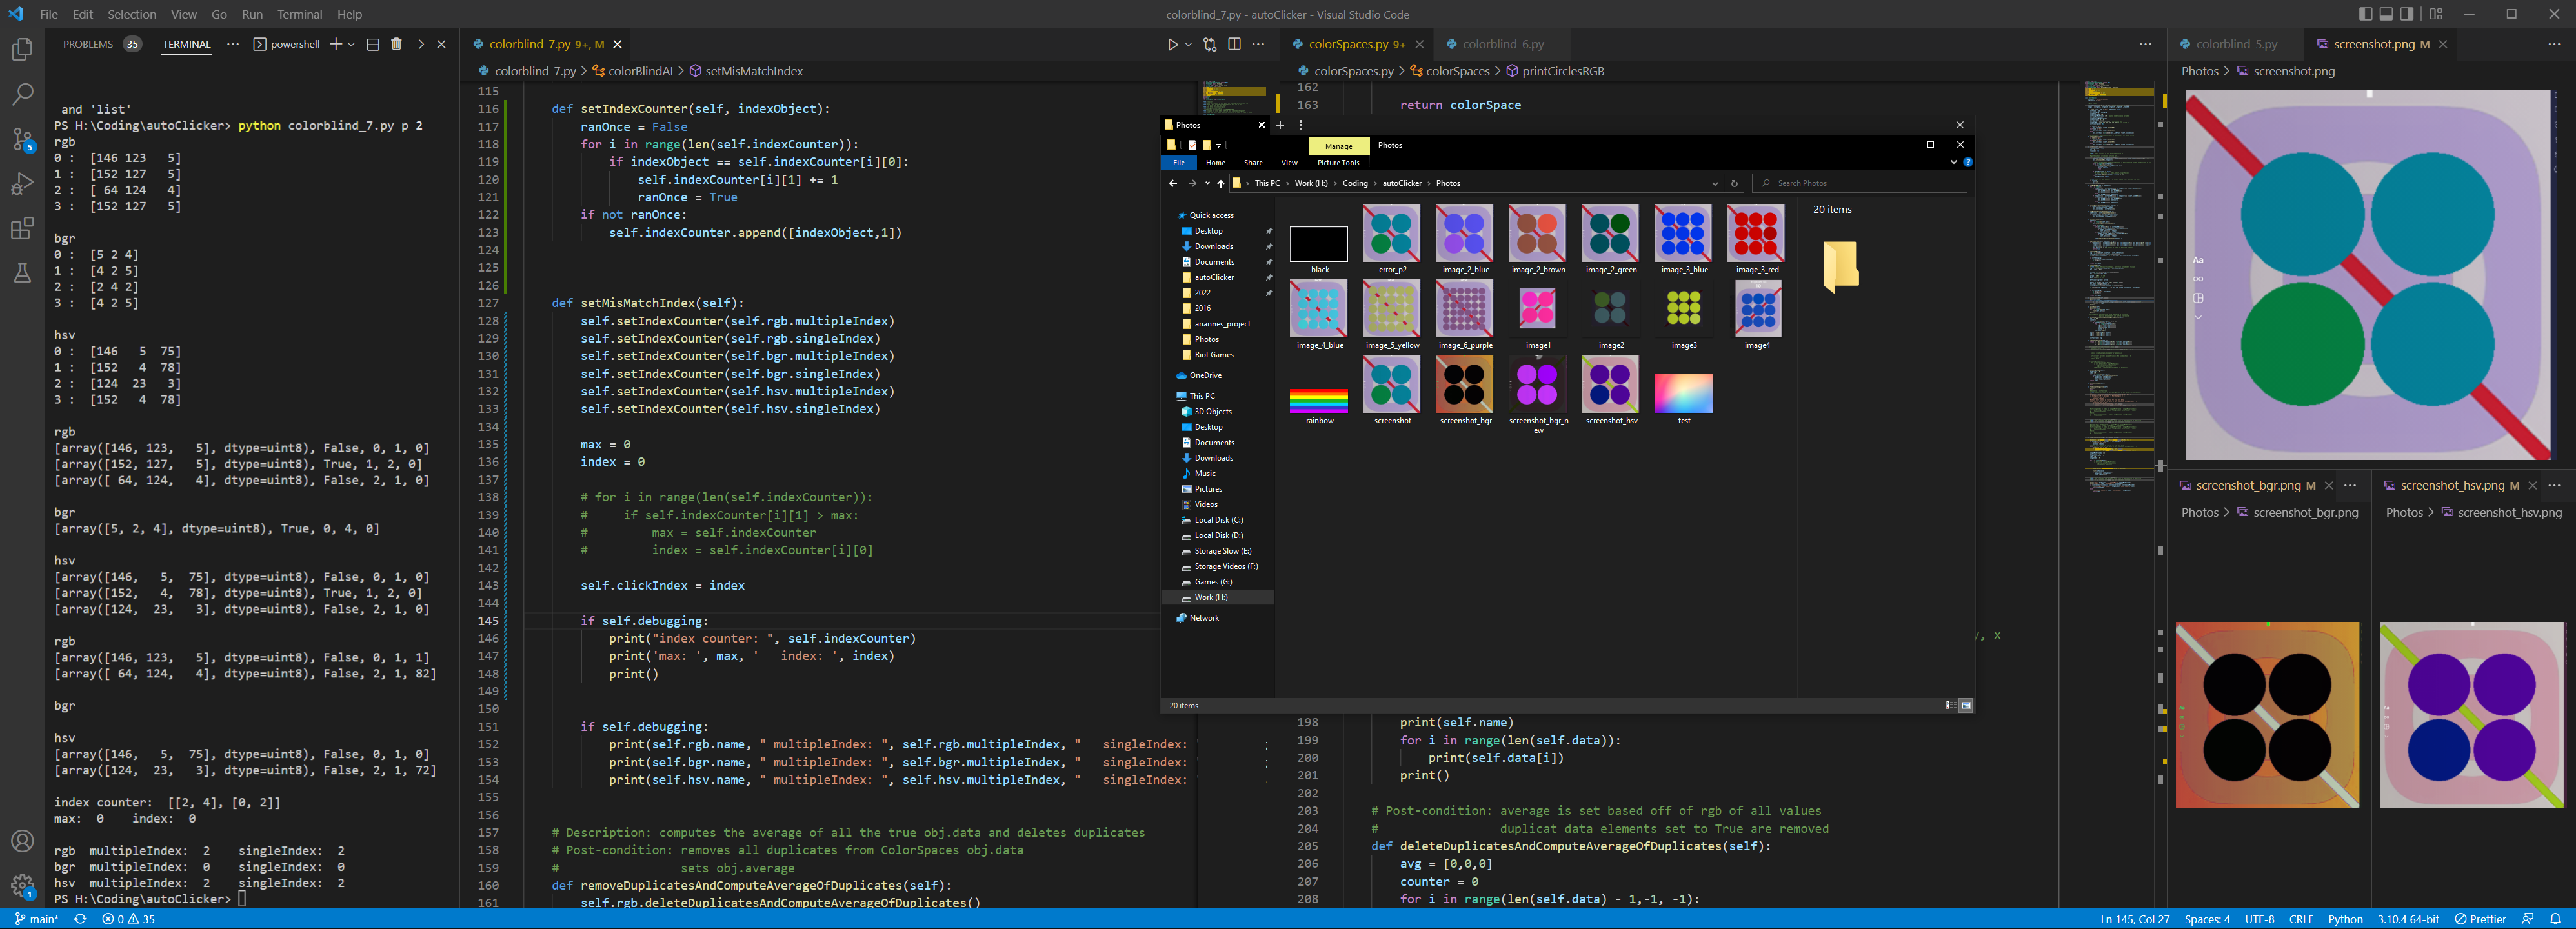 File Edit Selection View Go Run Terminal Help
colorblind_7.py - autoClicker - Visual Studio Code
PROBLEMS 35 TERMINAL ··· powershell
and 'list'
PS H:\Coding\autoClicker> python colorblind_7.py p 2
rgb
0 :  [146 123   5]
1 :  [152 127   5]
2 :  [ 64 124   4]
3 :  [152 127   5]
bgr
0 :  [5 2 4]
1 :  [4 2 5]
2 :  [2 4 2]
3 :  [4 2 5]
hsv
0 :  [146   5  75]
1 :  [152   4  78]
2 :  [124  23   3]
3 :  [152   4  78]
rgb
[array([146, 123,   5], dtype=uint8), False, 0, 1, 0]
[array([152, 127,   5], dtype=uint8), True, 1, 2, 0]
[array([ 64, 124,   4], dtype=uint8), False, 2, 1, 0]
bgr
[array([5, 2, 4], dtype=uint8), True, 0, 4, 0]
hsv
[array([146,   5,  75], dtype=uint8), False, 0, 1, 0]
[array([152,   4,  78], dtype=uint8), True, 1, 2, 0]
[array([124,  23,   3], dtype=uint8), False, 2, 1, 0]
rgb
[array([146, 123,   5], dtype=uint8), False, 0, 1, 1]
[array([ 64, 124,   4], dtype=uint8), False, 2, 1, 82]
bgr
hsv
[array([146,   5,  75], dtype=uint8), False, 0, 1, 0]
[array([124,  23,   3], dtype=uint8), False, 2, 1, 72]
index counter:  [[2, 4], [0, 2]]
max:  0    index:  0
rgb  multipleIndex:  2    singleIndex:  2
bgr  multipleIndex:  0    singleIndex:  0
hsv  multipleIndex:  2    singleIndex:  2
PS H:\Coding\autoClicker>
colorblind_7.py 9+, M
colorblind_7.py > colorBlindAI > setMisMatchIndex
115
116 def setIndexCounter(self, indexObject):
117 ranOnce = False
118 for i in range(len(self.indexCounter)):
119 if indexObject == self.indexCounter[i][0]:
120 self.indexCounter[i][1] += 1
121 ranOnce = True
122 if not ranOnce:
123 self.indexCounter.append([indexObject,1])
124
125
126
127 def setMisMatchIndex(self):
128 self.setIndexCounter(self.rgb.multipleIndex)
129 self.setIndexCounter(self.rgb.singleIndex)
130 self.setIndexCounter(self.bgr.multipleIndex)
131 self.setIndexCounter(self.bgr.singleIndex)
132 self.setIndexCounter(self.hsv.multipleIndex)
133 self.setIndexCounter(self.hsv.singleIndex)
134
135 max = 0
136 index = 0
137
138 # for i in range(len(self.indexCounter)):
139 #     if self.indexCounter[i][1] > max:
140 #         max = self.indexCounter
141 #         index = self.indexCounter[i][0]
142
143 self.clickIndex = index
144
145 if self.debugging:
146 print("index counter: ", self.indexCounter)
147 print('max: ', max, '   index: ', index)
148 print()
149
150
151 if self.debugging:
152 print(self.rgb.name, " multipleIndex: ", self.rgb.multipleIndex, "   singleIndex:
153 print(self.bgr.name, " multipleIndex: ", self.bgr.multipleIndex, "   singleIndex:
154 print(self.hsv.name, " multipleIndex: ", self.hsv.multipleIndex, "   singleIndex:
155
156
157 # Description: computes the average of all the true obj.data and deletes duplicates
158 # Post-condition: removes all duplicates from ColorSpaces obj.data
159 #                 sets obj.average
160 def removeDuplicatesAndComputeAverageOfDuplicates(self):
161 self.rgb.deleteDuplicatesAndComputeAverageOfDuplicates()
colorSpaces.py 9+ colorblind_6.py
colorSpaces.py > colorSpaces > printCirclesRGB
162
163 return colorSpace
Photos
Manage Photos
File Home Share View Picture Tools
This PC > Work (H:) > Coding > autoClicker > Photos
Search Photos
Quick access
Desktop
Downloads
Documents
autoClicker
2022
2016
ariannes_project
Photos
Riot Games
OneDrive
This PC
3D Objects
Desktop
Documents
Downloads
Music
Pictures
Videos
Local Disk (C:)
Local Disk (D:)
Storage Slow (E:)
Storage Videos (F:)
Games (G:)
Work (H:)
Network
black error_p2 image_2_blue image_2_brown image_2_green image_3_blue image_3_red
image_4_blue image_5_yellow image_6_purple image1 image2 image3 image4
rainbow screenshot screenshot_bgr screenshot_bgr_n screenshot_hsv test
ew
20 items
20 items
y, x
198 print(self.name)
199 for i in range(len(self.data)):
200 print(self.data[i])
201 print()
202
203 # Post-condition: average is set based off of rgb of all values
204 #                 duplicat data elements set to True are removed
205 def deleteDuplicatesAndComputeAverageOfDuplicates(self):
206 avg = [0,0,0]
207 counter = 0
208 for i in range(len(self.data) - 1,-1, -1):
colorblind_5.py screenshot.png M
Photos > screenshot.png
Aa
screenshot_bgr.png M
Photos > screenshot_bgr.png
screenshot_hsv.png M
Photos > screenshot_hsv.png
main* 0 35
Ln 145, Col 27 Spaces: 4 UTF-8 CRLF Python 3.10.4 64-bit Prettier